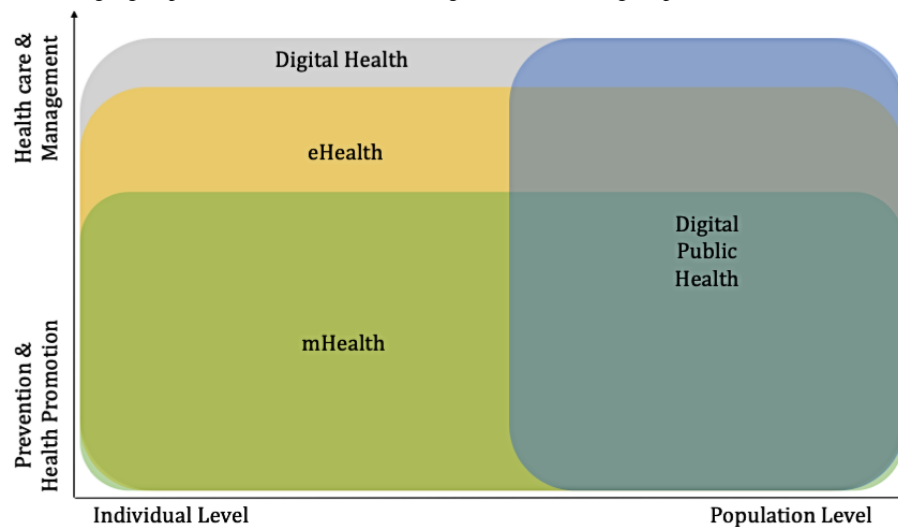 Health care &
Management
Digital Health
eHealth
Digital
Public
Health
mHealth
Prevention &
Health Promotion
Individual Level
Population Level